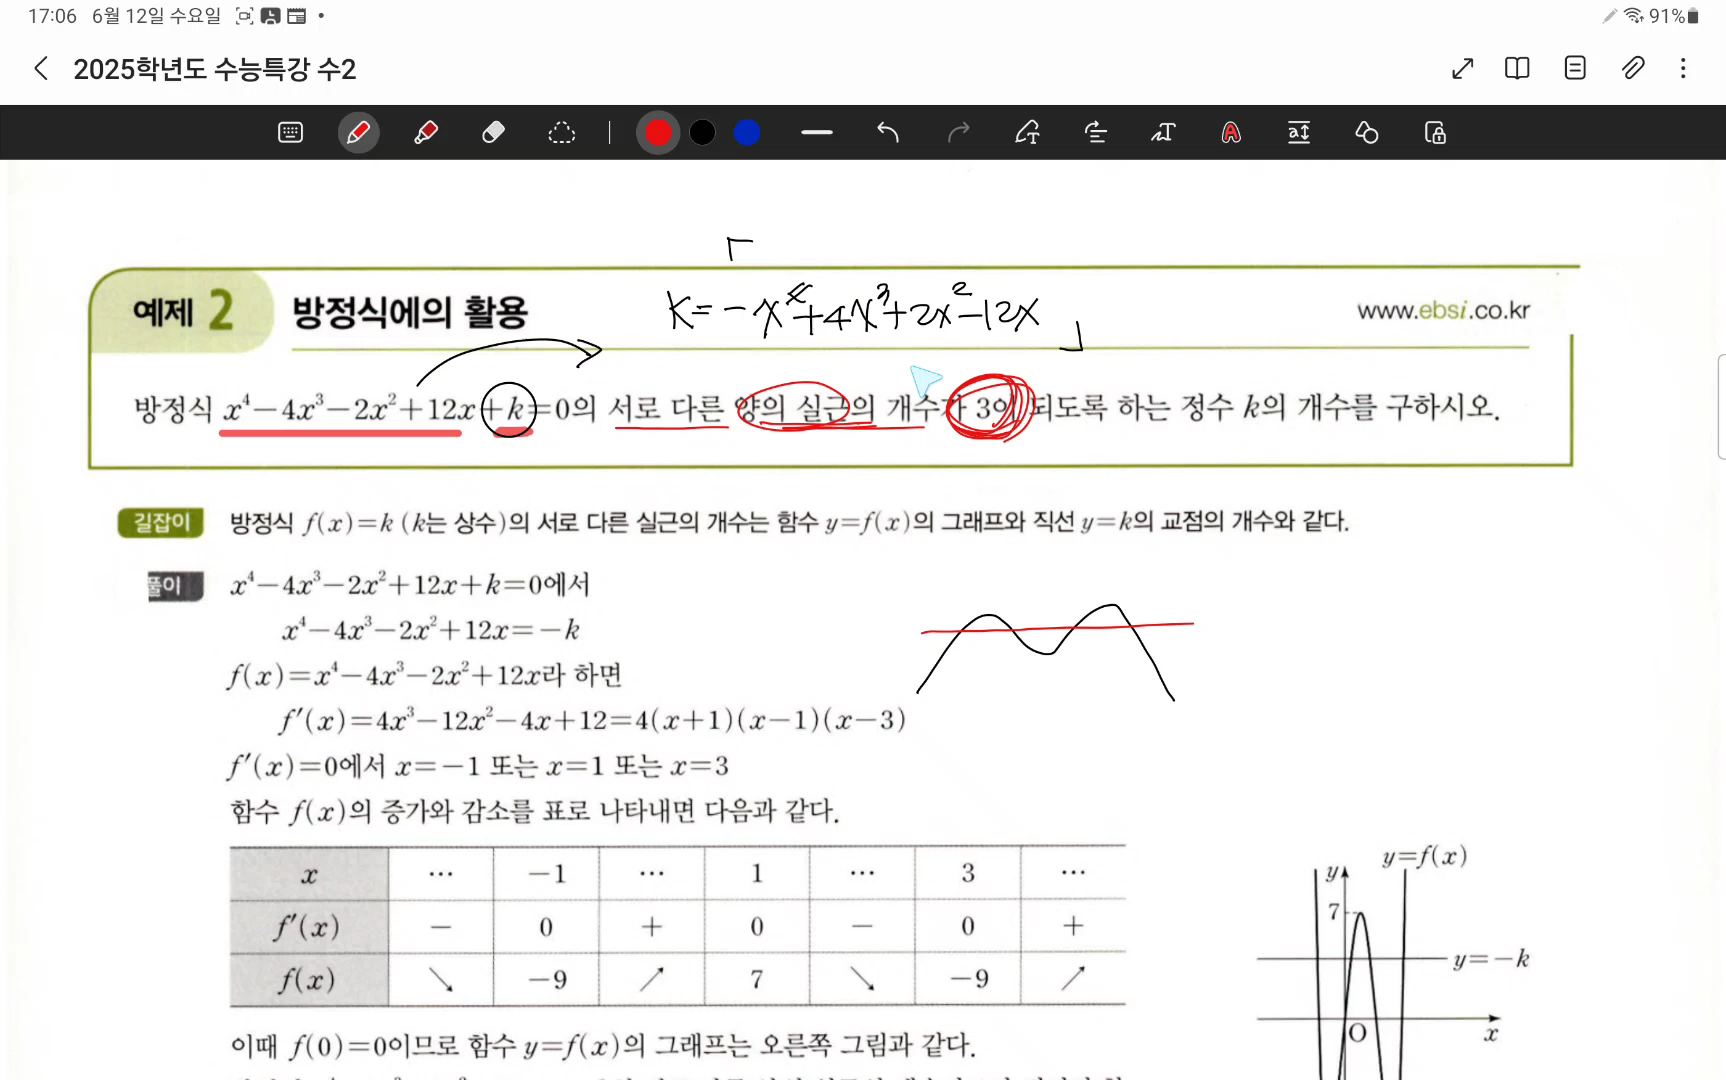 17:06 6월 12일 수요일
91%
2025학년도 수능특강 수2
예제 2 방정식에의 활용
k=-x⁴+4x³+2x²-12x
www.ebsi.co.kr
방정식 x⁴-4x³-2x²+12x+k=0의 서로 다른 양의 실근의 개수가 3이 되도록 하는 정수 k의 개수를 구하시오.
길잡이 방정식 f(x)=k (k는 상수)의 서로 다른 실근의 개수는 함수 y=f(x)의 그래프와 직선 y=k의 교점의 개수와 같다.
풀이 x⁴-4x³-2x²+12x+k=0에서
x⁴-4x³-2x²+12x=-k
f(x)=x⁴-4x³-2x²+12x라 하면
f′(x)=4x³-12x²-4x+12=4(x+1)(x-1)(x-3)
f′(x)=0에서 x=-1 또는 x=1 또는 x=3
함수 f(x)의 증가와 감소를 표로 나타내면 다음과 같다.
x … -1 … 1 … 3 …
f′(x) - 0 + 0 - 0 +
f(x) ↘ -9 ↗ 7 ↘ -9 ↗
y y=f(x)
7
y=-k
O x
이때 f(0)=0이므로 함수 y=f(x)의 그래프는 오른쪽 그림과 같다.